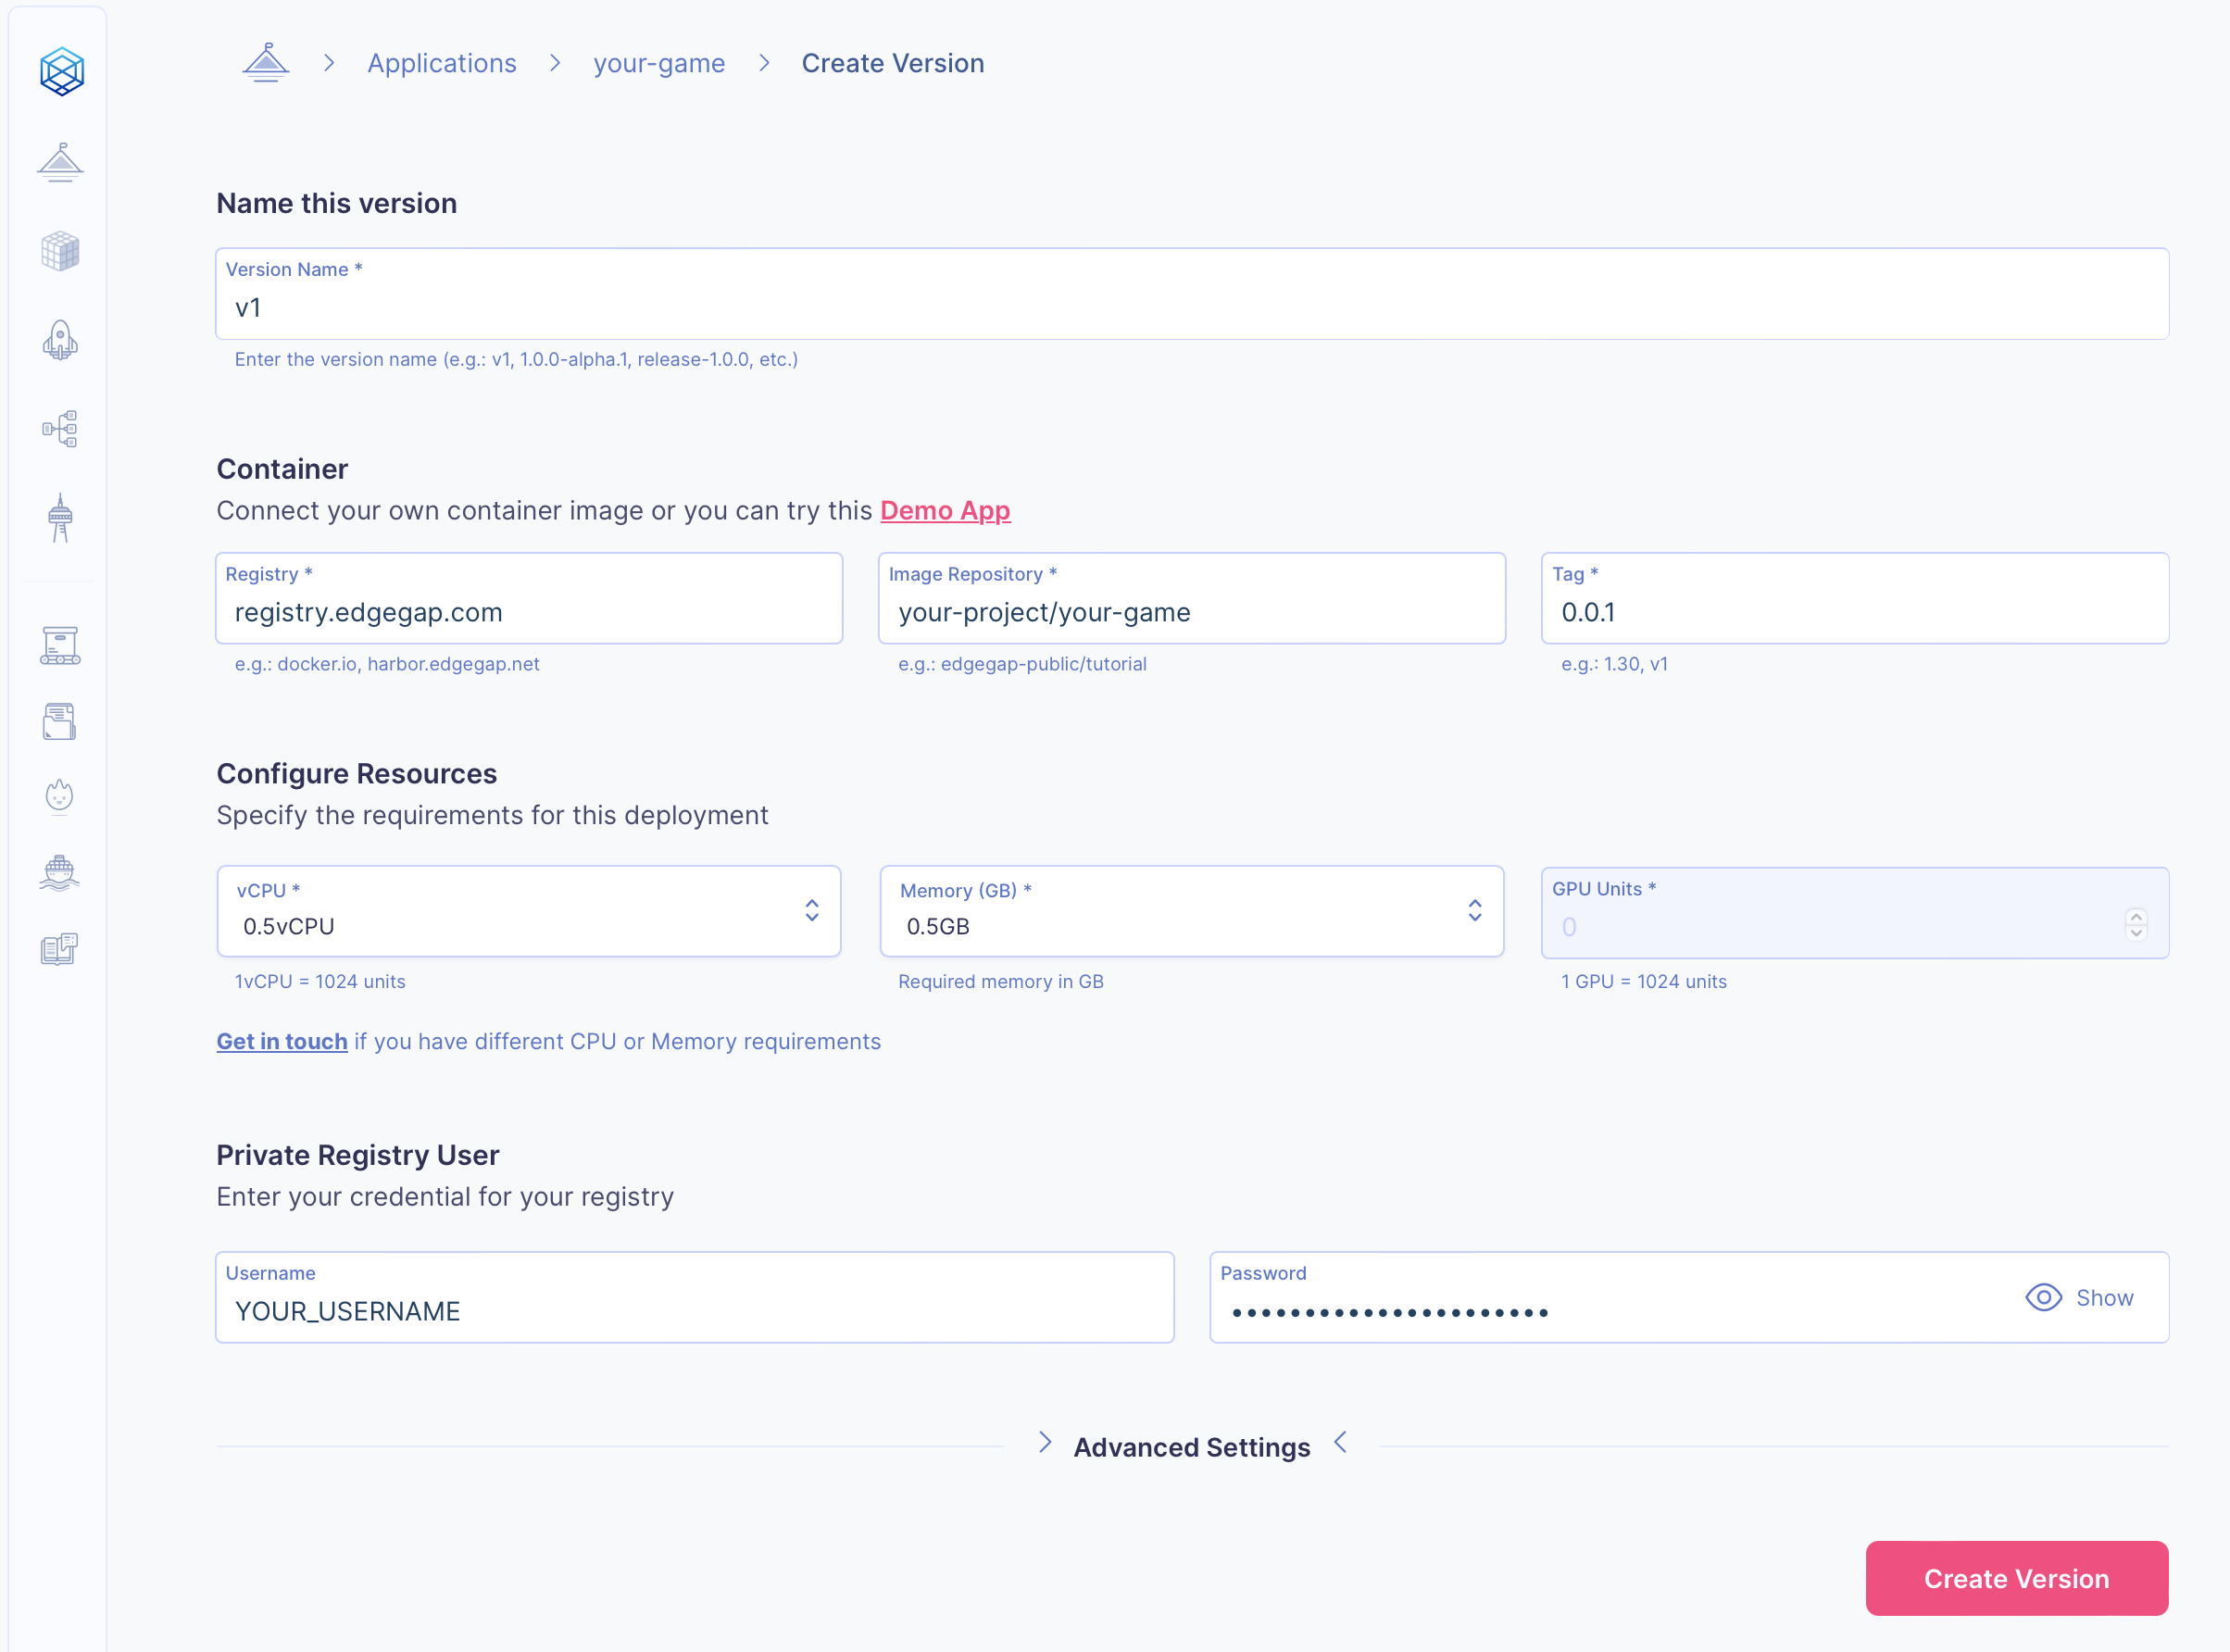 Applications > your-game > Create Version
Name this version
Version Name *
v1
Enter the version name (e.g.: v1, 1.0.0-alpha.1, release-1.0.0, etc.)
Container
Connect your own container image or you can try this Demo App
Registry *
registry.edgegap.com
e.g.: docker.io, harbor.edgegap.net
Image Repository *
your-project/your-game
e.g.: edgegap-public/tutorial
Tag *
0.0.1
e.g.: 1.30, v1
Configure Resources
Specify the requirements for this deployment
vCPU *
0.5vCPU
1vCPU = 1024 units
Memory (GB) *
0.5GB
Required memory in GB
GPU Units *
0
1 GPU = 1024 units
Get in touch if you have different CPU or Memory requirements
Private Registry User
Enter your credential for your registry
Username
YOUR_USERNAME
Password
••••••••••••••••••••••
Show
Advanced Settings
Create Version